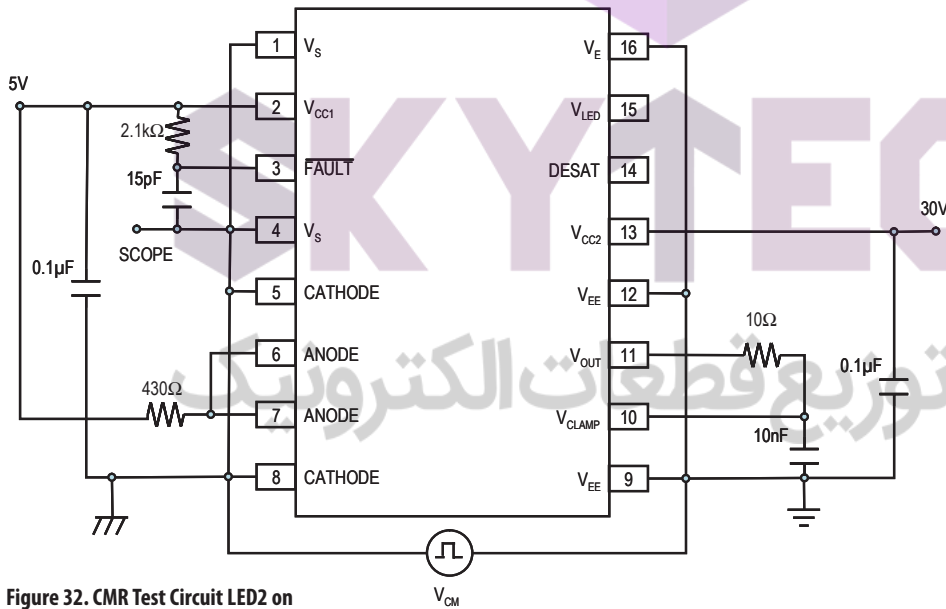 1 V_S
V_E 16
5V
2 V_CC1
V_LED 15
2.1kΩ
3 FAULT
DESAT 14
15pF
30V
4 V_S
V_CC2 13
SCOPE
0.1µF
5 CATHODE
V_EE 12
10Ω
6 ANODE
V_OUT 11
0.1µF
430Ω
7 ANODE
V_CLAMP 10
10nF
8 CATHODE
V_EE 9
V_CM
Figure 32. CMR Test Circuit LED2 on
SKYTEC
توزیع قطعات الکترونیک